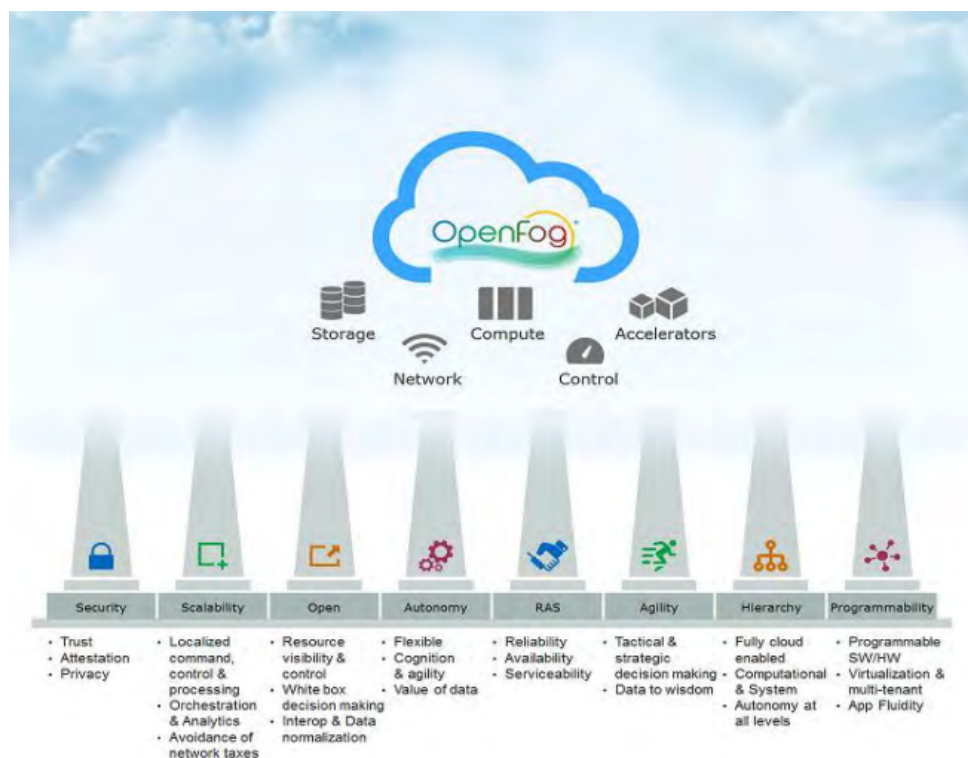 OpenFog
Storage
Compute
Accelerators
Network
Control
Security
Scalability
Open
Autonomy
RAS
Agility
Hierarchy
Programmability
• Trust
• Attestation
• Privacy
• Localized
command,
control &
processing
• Orchestration
& Analytics
• Avoidance of
network taxes
• Resource
visibility &
control
• White box
decision making
• Interop & Data
normalization
• Flexible
• Cognition
& agility
• Value of data
• Reliability
• Availability
• Serviceability
• Tactical &
strategic
decision making
• Data to wisdom
• Fully cloud
enabled
• Computational
& System
• Autonomy at
all levels
• Programmable
SW/HW
• Virtualization &
multi-tenant
• App Fluidity